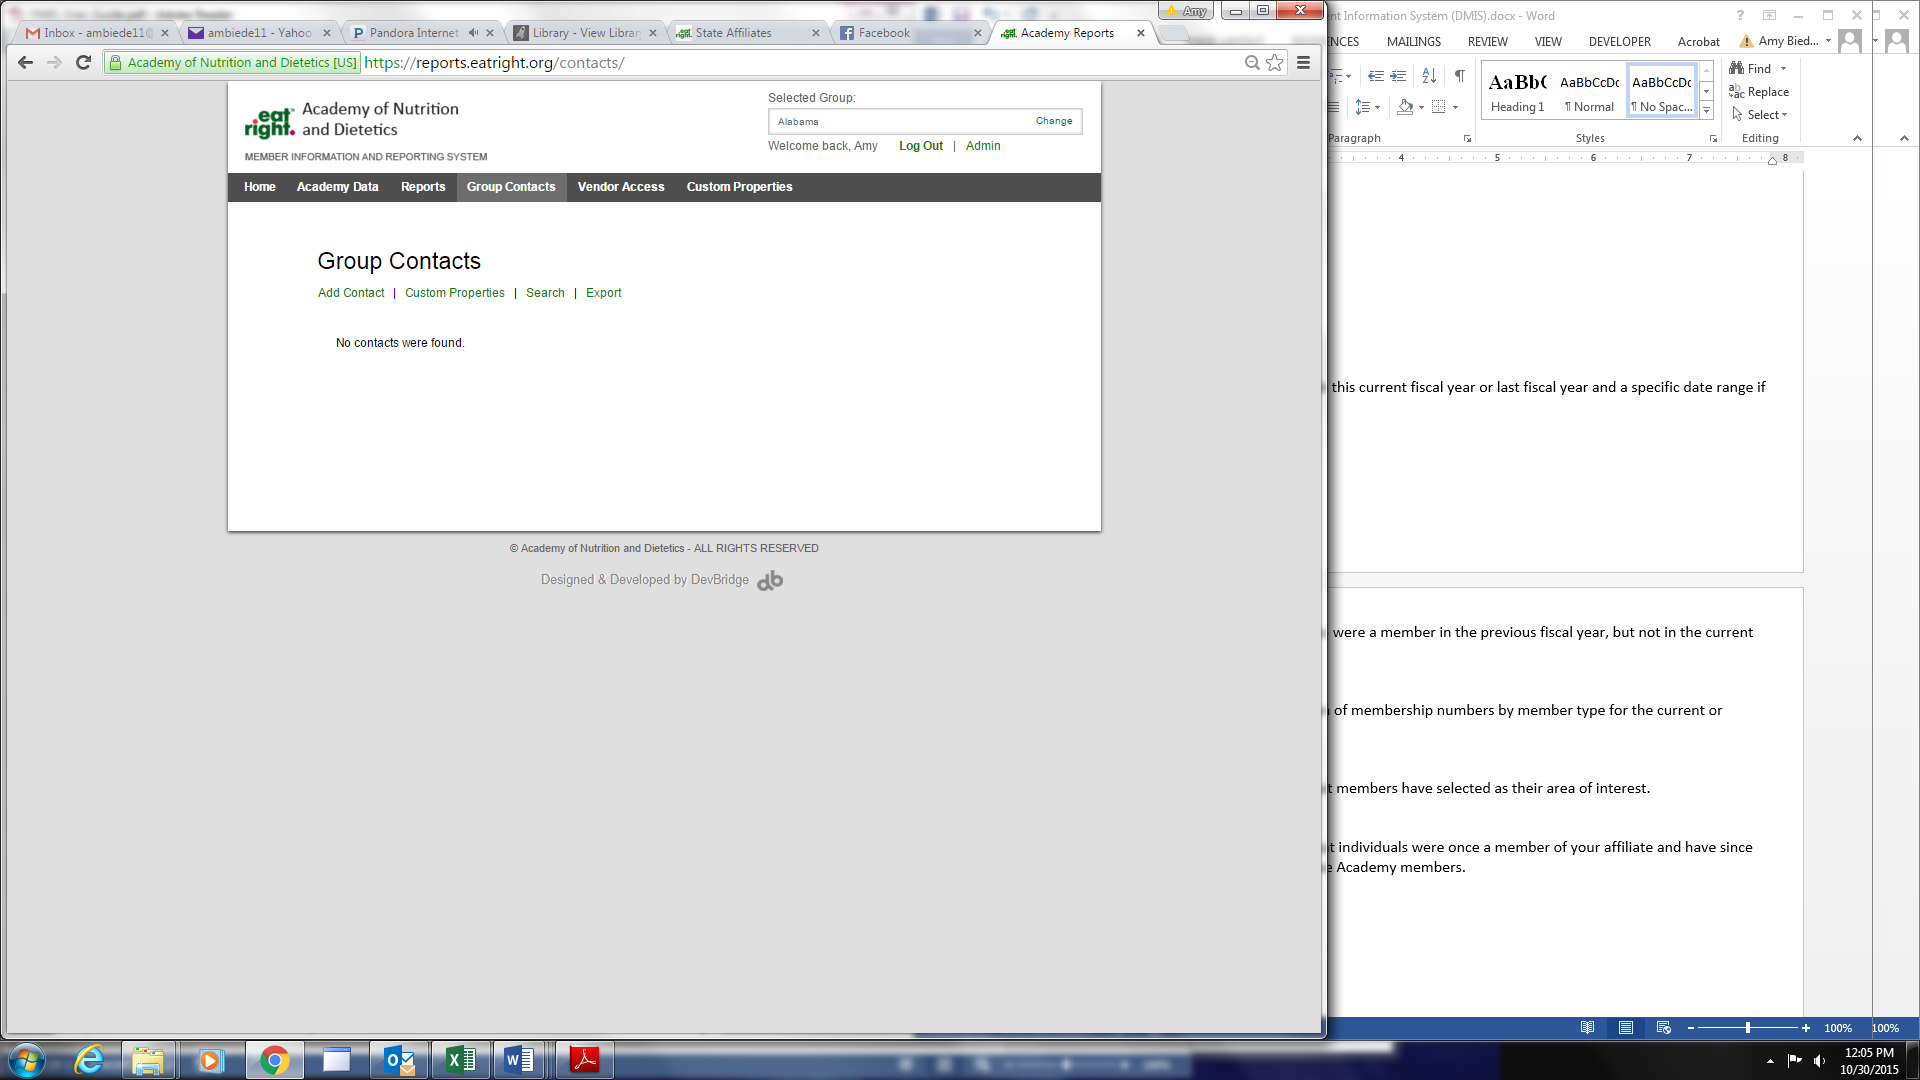 Amy
Inbox - ambiede11@
ambiede11 - Yahoo
Pandora Internet
Library - View Librar
State Affiliates
Facebook
Academy Reports
Academy of Nutrition and Dietetics [US]
https://reports.eatright.org/contacts/
eat
right.
Academy of Nutrition
and Dietetics
MEMBER INFORMATION AND REPORTING SYSTEM
Selected Group:
Alabama
Change
Welcome back, Amy
Log Out | Admin
Home
Academy Data
Reports
Group Contacts
Vendor Access
Custom Properties
Group Contacts
Add Contact | Custom Properties | Search | Export
No contacts were found.
© Academy of Nutrition and Dietetics - ALL RIGHTS RESERVED
Designed & Developed by DevBridge db
nt Information System (DMIS).docx - Word
ENCES
MAILINGS
REVIEW
VIEW
DEVELOPER
Acrobat
Amy Bied...
AaBb(
AaBbCcDc
AaBbCcDc
Heading 1
¶ Normal
¶ No Spac...
Find
Replace
Select
Paragraph
Styles
Editing
4 5 6 7 8
this current fiscal year or last fiscal year and a specific date range if
were a member in the previous fiscal year, but not in the current
of membership numbers by member type for the current or
t members have selected as their area of interest.
t individuals were once a member of your affiliate and have since
e Academy members.
100%
100%
12:05 PM
10/30/2015